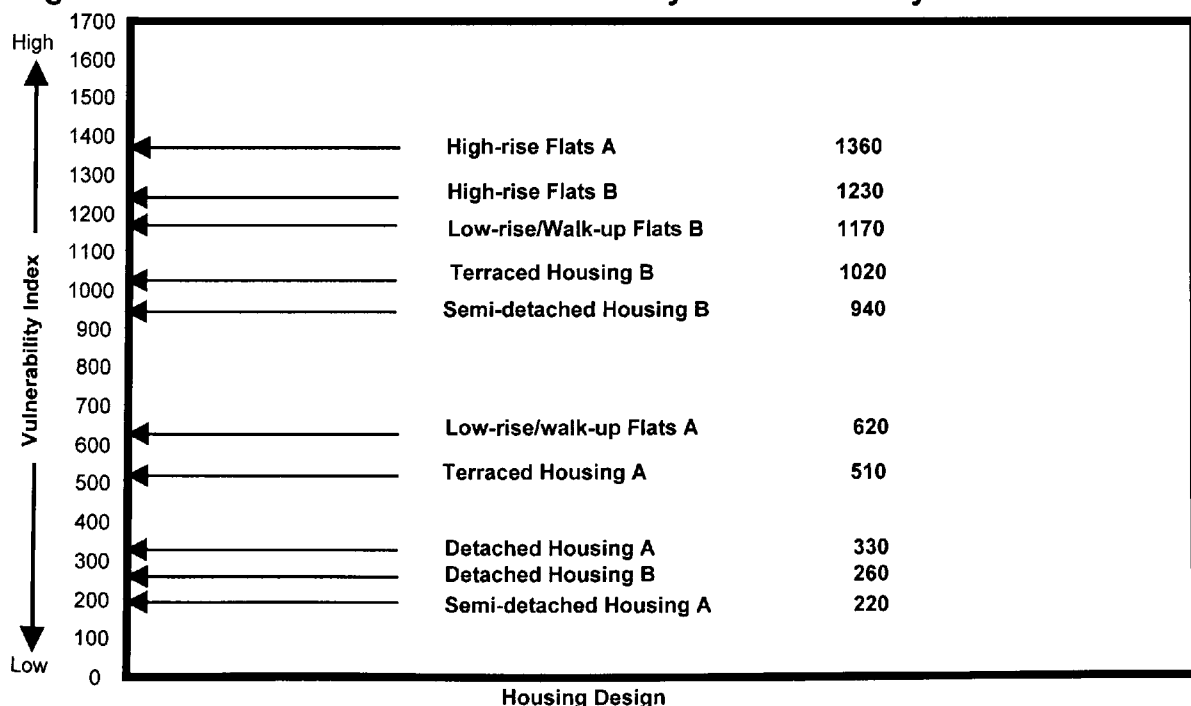 1700
High
1600
1500
1400
High-rise Flats A 1360
1300
High-rise Flats B 1230
1200
Low-rise/Walk-up Flats B 1170
1100
Terraced Housing B 1020
1000
Semi-detached Housing B 940
900
Vulnerability Index
800
700
Low-rise/walk-up Flats A 620
600
Terraced Housing A 510
500
400
Detached Housing A 330
300
Detached Housing B 260
200
Semi-detached Housing A 220
100
Low
0
Housing Design